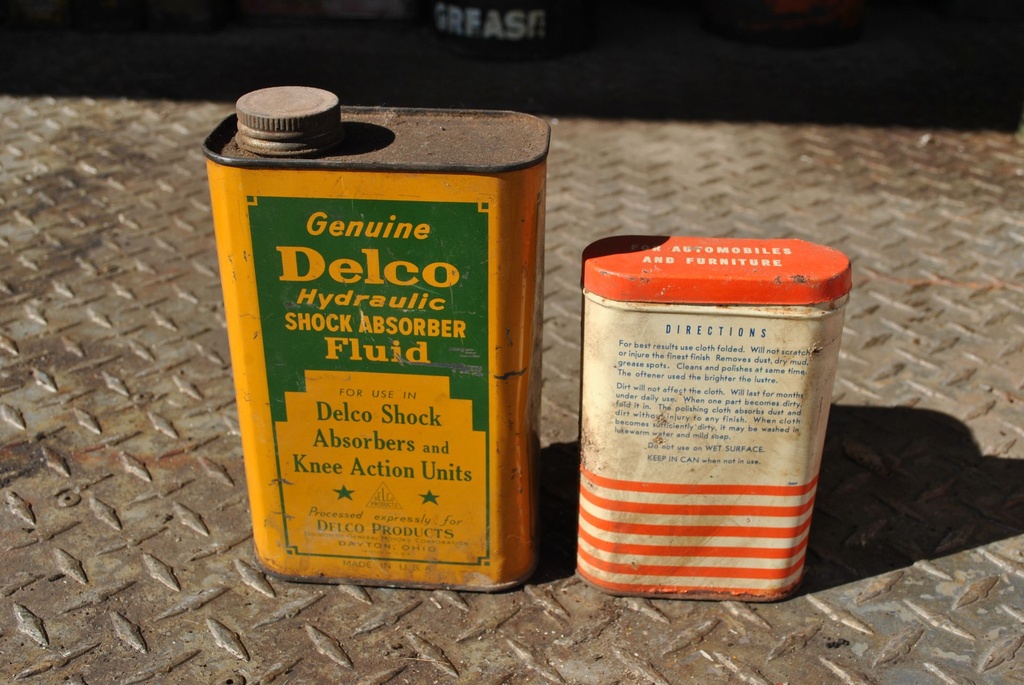 GREASE
Genuine
Delco
Hydraulic
SHOCK ABSORBER
Fluid
FOR USE IN
Delco Shock
Absorbers and
Knee Action Units
PRODUCTS
Processed expressly for
DELCO PRODUCTS
DAYTON, OHIO
MADE IN U.S.A.
FOR AUTOMOBILES
AND FURNITURE
DIRECTIONS
For best results use cloth folded. Will not scratch
or injure the finest finish Removes dust, dry mud,
grease spots. Cleans and polishes at same time.
The oftener used the brighter the lustre.
Dirt will not affect the cloth. Will last for months
under daily use. When one part becomes dirty,
fold it in. The polishing cloth absorbs dust and
dirt without injury to any finish. When cloth
becomes sufficiently dirty, it may be washed in
lukewarm water and mild soap.
Do not use on WET SURFACE.
KEEP IN CAN when not in use.